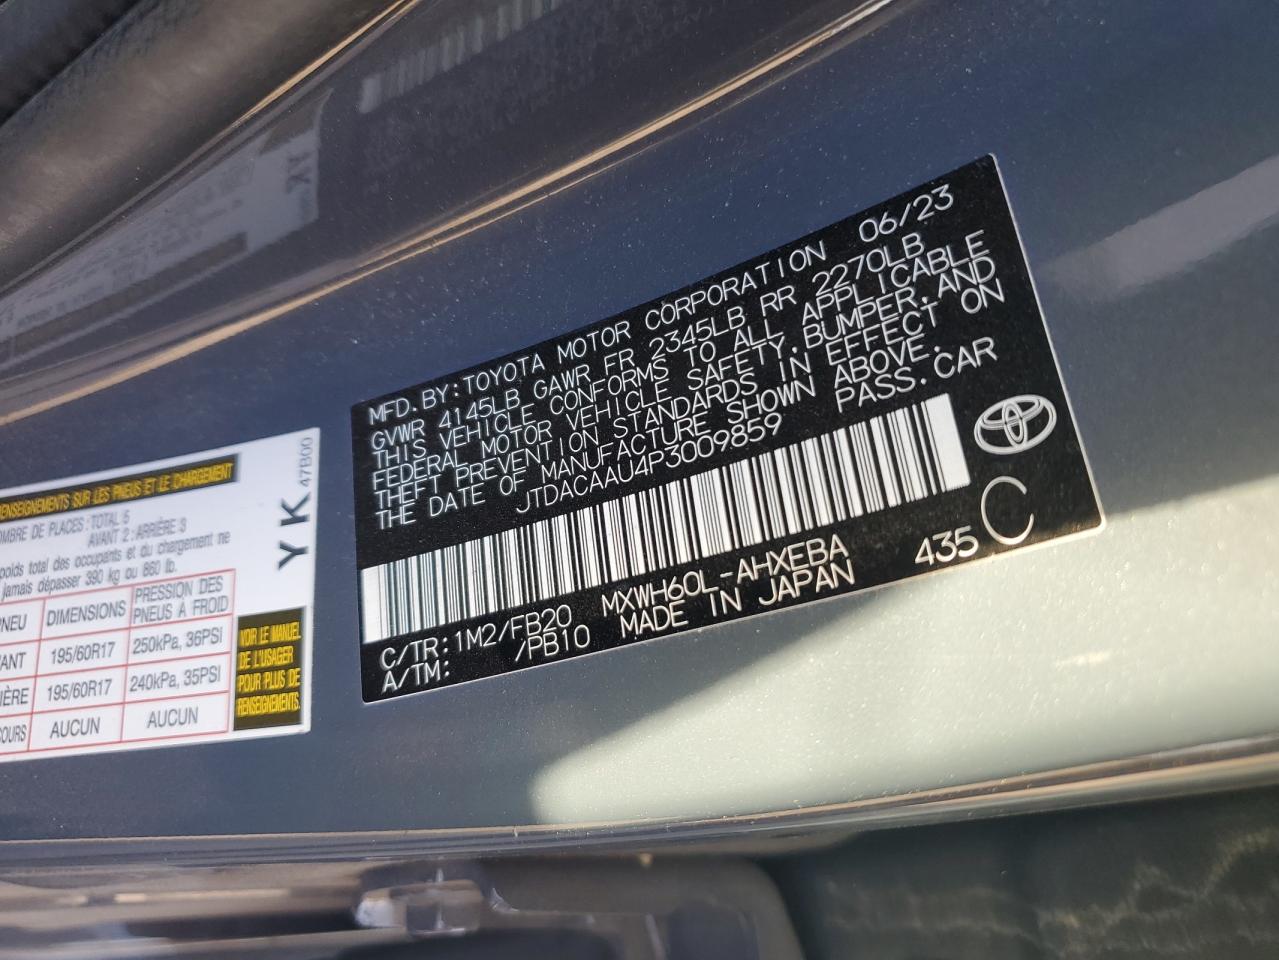 MFD.BY:TOYOTA MOTOR CORPORATION 06/23
GVWR 4145LB GAWR FR 2345LB RR 2270LB
THIS VEHICLE CONFORMS TO ALL APPLICABLE
FEDERAL MOTOR VEHICLE SAFETY,BUMPER,AND
THEFT PREVENTION STANDARDS IN EFFECT ON
THE DATE OF MANUFACTURE SHOWN ABOVE.
JTDACAAU4P3009859 PASS.CAR
C/TR:1M2/FB20 MXWH60L-AHXEBA 435 C
A/TM: /PB10 MADE IN JAPAN
RENSEIGNEMENTS SUR LES PNEUS ET LE CHARGEMENT
OMBRE DE PLACES:TOTAL 5
AVANT 2:ARRIÈRE 3
poids total des occupants et du chargement ne
jamais dépasser 390 kg ou 860 lb.
PNEU DIMENSIONS PRESSION DES PNEUS À FROID
VANT 195/60R17 250kPa, 36PSI
IÈRE 195/60R17 240kPa, 35PSI
COURS AUCUN AUCUN
VOIR LE MANUEL
DE L'USAGER
POUR PLUS DE
RENSEIGNEMENTS.
YK 47B00